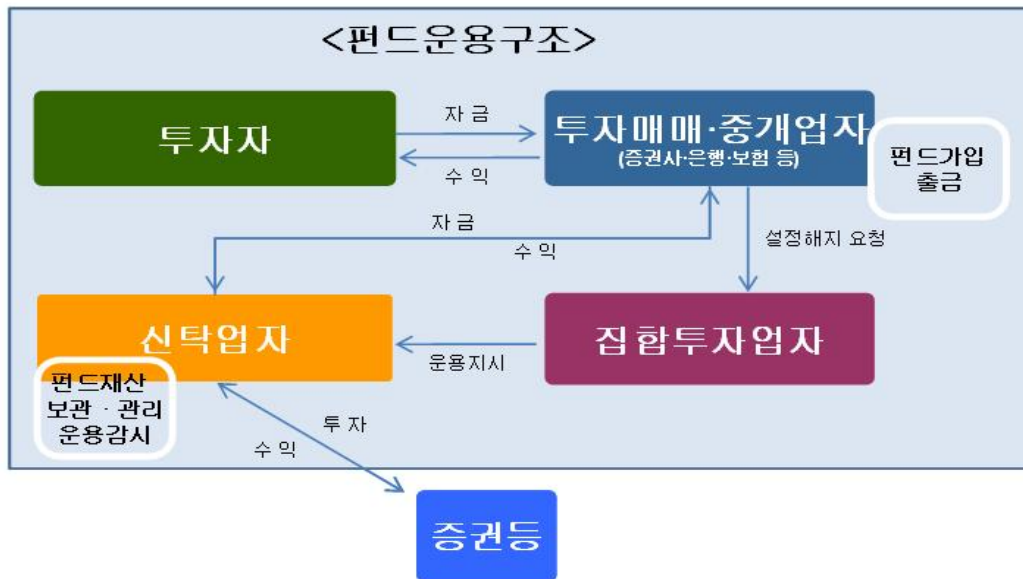 <펀드운용구조>
투자자
자 금
수 익
투자매매·중개업자
(증권사·은행·보험 등)
펀드가입
출금
자 금
수 익
설정해지 요청
신탁업자
운용지시
집합투자업자
펀드재산
보관 · 관리
운용감시
투 자
수 익
증권등